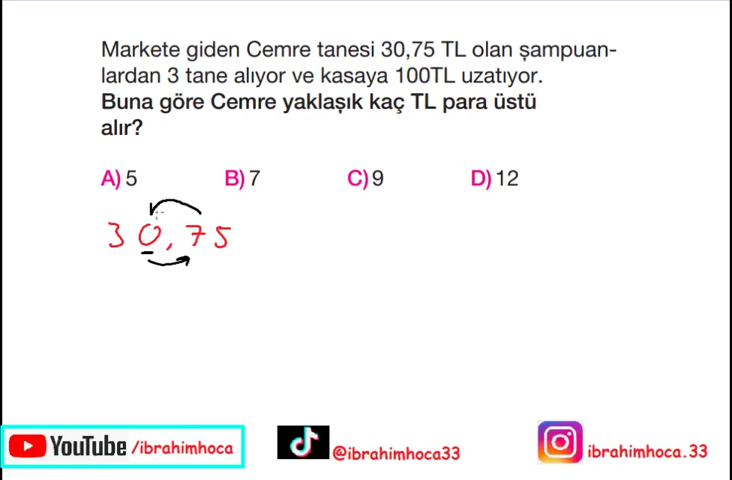 Markete giden Cemre tanesi 30,75 TL olan şampuan-
lardan 3 tane alıyor ve kasaya 100TL uzatıyor.
Buna göre Cemre yaklaşık kaç TL para üstü
alır?
A) 5 B) 7 C) 9 D) 12
30,75
YouTube /ibrahimhoca @ibrahimhoca33 ibrahimhoca.33